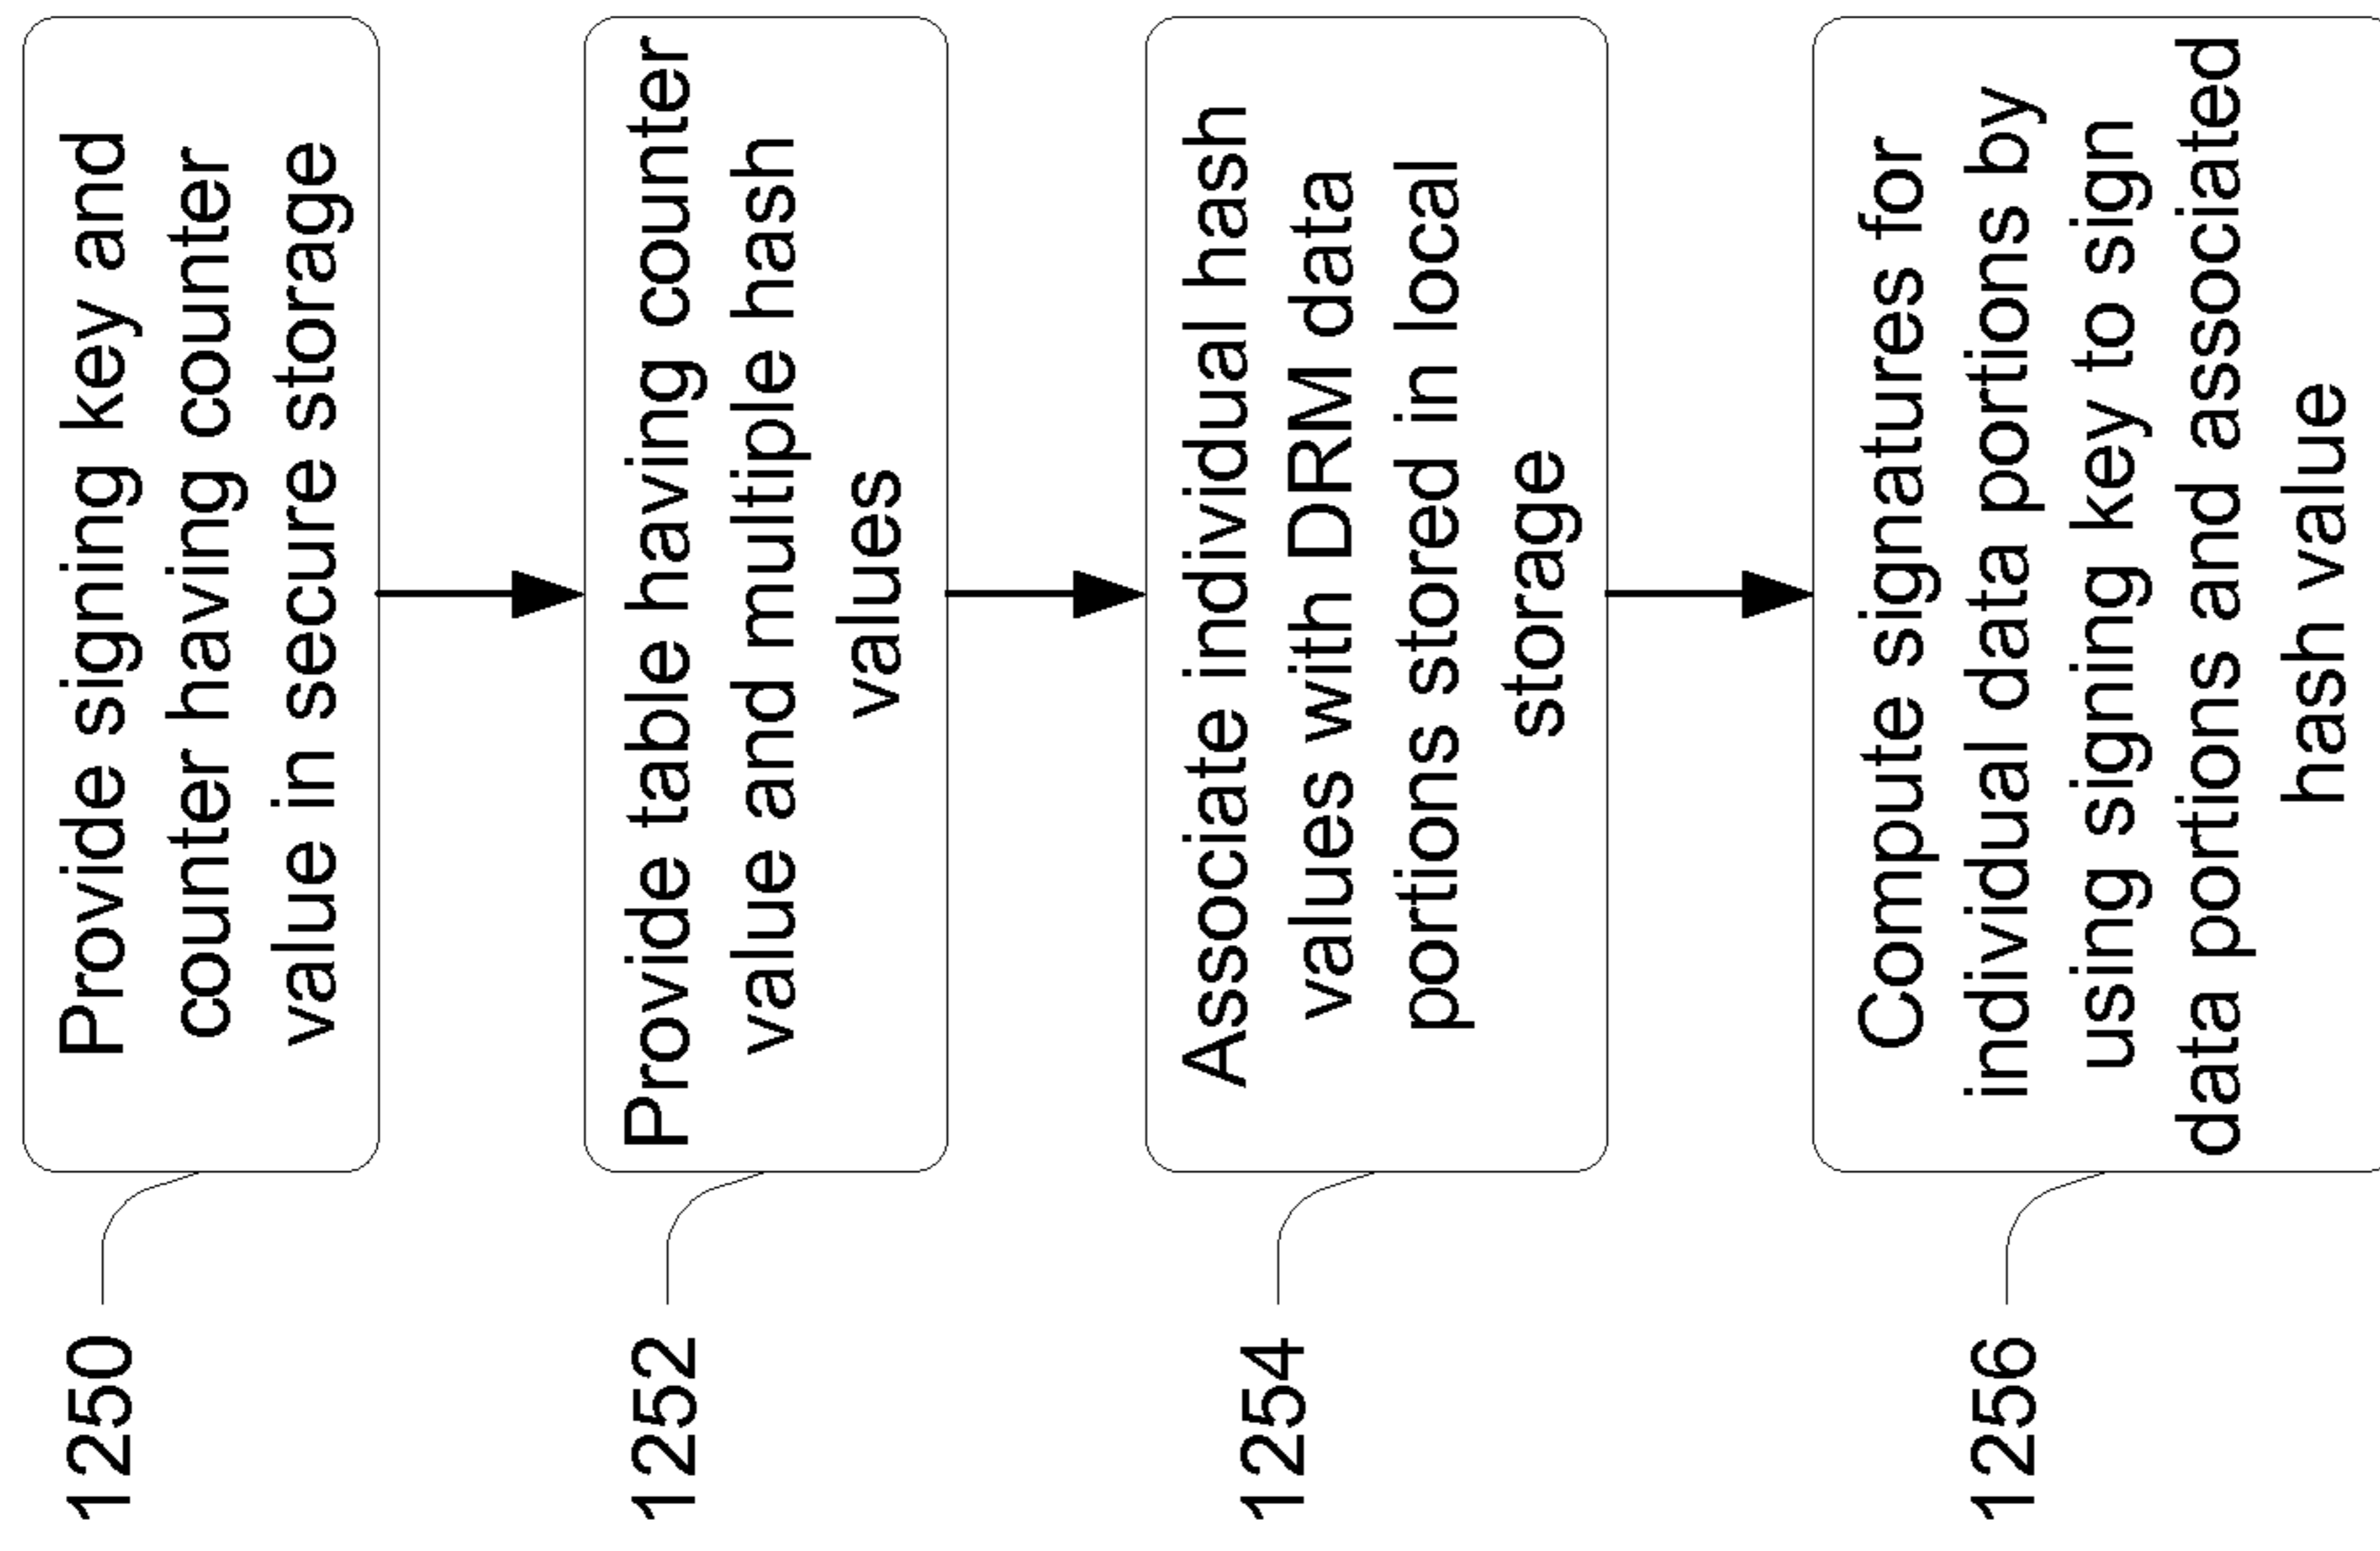 1250
Provide signing key and
counter having counter
value in secure storage
1252
Provide table having counter
value and multiple hash
values
1254
Associate individual hash
values with DRM data
portions stored in local
storage
1256
Compute signatures for
individual data portions by
using signing key to sign
data portions and associated
hash value